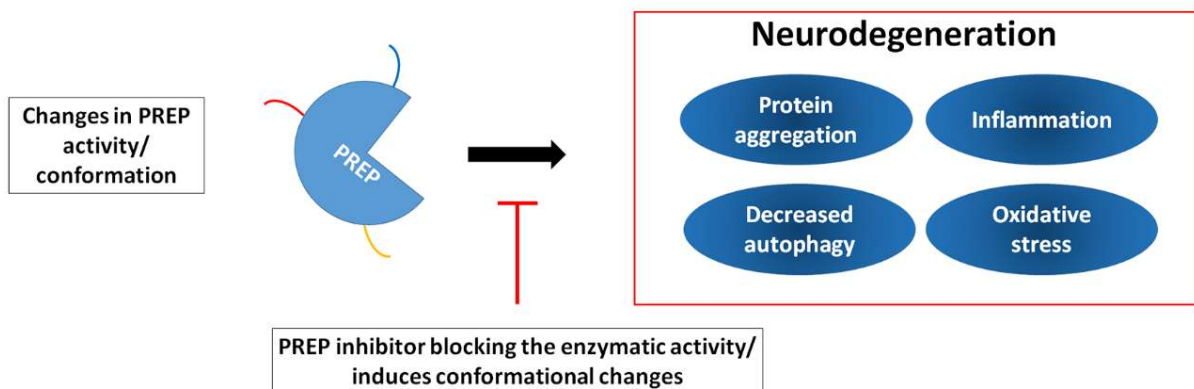 Neurodegeneration
Changes in PREP
activity/
conformation
PREP
Protein
aggregation
Inflammation
Decreased
autophagy
Oxidative
stress
PREP inhibitor blocking the enzymatic activity/
induces conformational changes